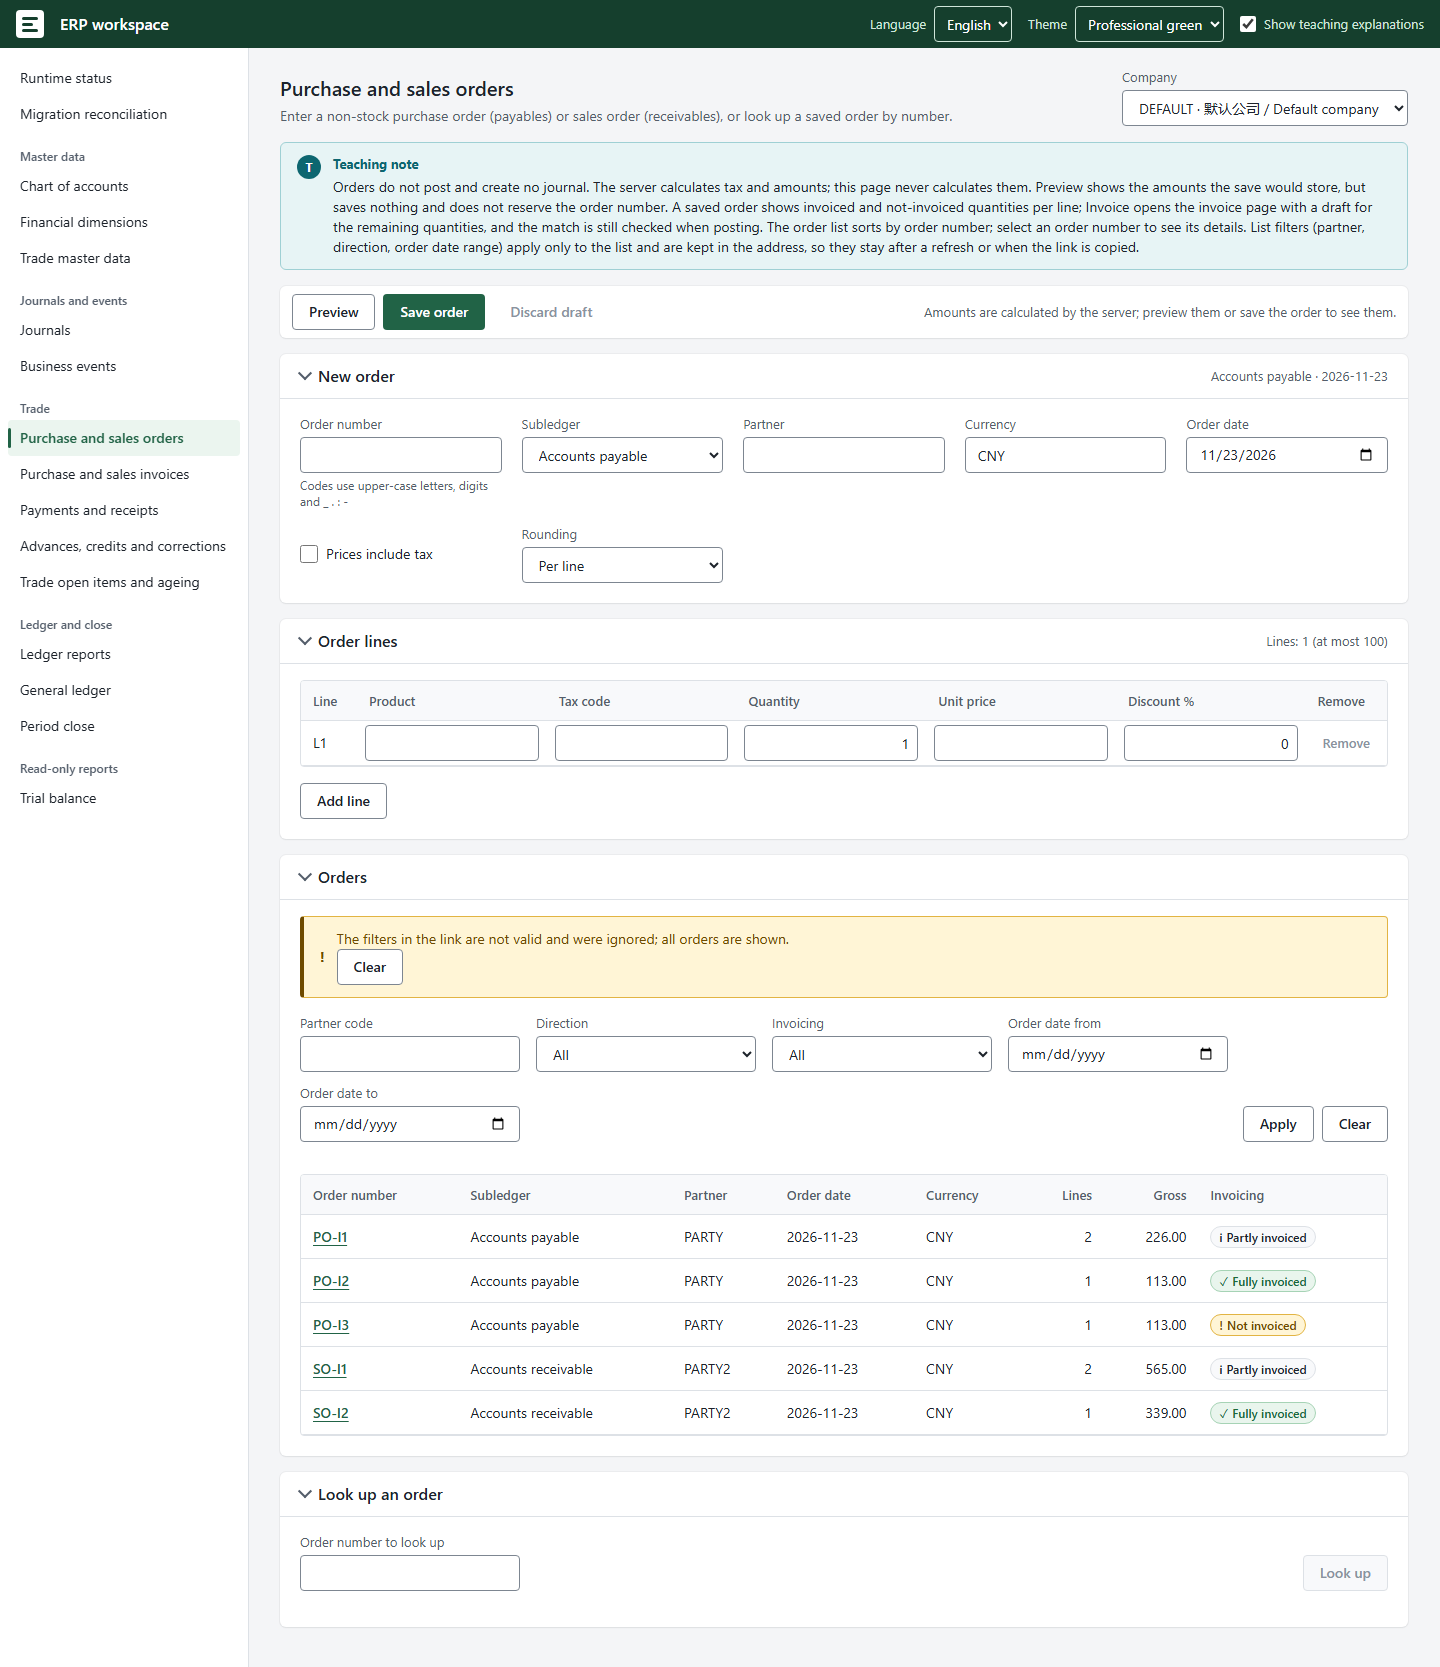 ERP workspace
Language English Theme Professional green Show teaching explanations
Runtime status
Migration reconciliation
Master data
Chart of accounts
Financial dimensions
Trade master data
Journals and events
Journals
Business events
Trade
Purchase and sales orders
Purchase and sales invoices
Payments and receipts
Advances, credits and corrections
Trade open items and ageing
Ledger and close
Ledger reports
General ledger
Period close
Read-only reports
Trial balance
Purchase and sales orders
Enter a non-stock purchase order (payables) or sales order (receivables), or look up a saved order by number.
Company
DEFAULT · 默认公司 / Default company
T
Teaching note
Orders do not post and create no journal. The server calculates tax and amounts; this page never calculates them. Preview shows the amounts the save would store, but
saves nothing and does not reserve the order number. A saved order shows invoiced and not-invoiced quantities per line; Invoice opens the invoice page with a draft for
the remaining quantities, and the match is still checked when posting. The order list sorts by order number; select an order number to see its details. List filters (partner,
direction, order date range) apply only to the list and are kept in the address, so they stay after a refresh or when the link is copied.
Preview Save order Discard draft Amounts are calculated by the server; preview them or save the order to see them.
New order Accounts payable · 2026-11-23
Order number Subledger Partner Currency Order date
Accounts payable CNY 11/23/2026
Codes use upper-case letters, digits
and _ . : -
Rounding
Prices include tax Per line
Order lines Lines: 1 (at most 100)
Line Product Tax code Quantity Unit price Discount % Remove
L1 1 0 Remove
Add line
Orders
! The filters in the link are not valid and were ignored; all orders are shown.
Clear
Partner code Direction Invoicing Order date from
All All mm/dd/yyyy
Order date to
mm/dd/yyyy Apply Clear
Order number Subledger Partner Order date Currency Lines Gross Invoicing
PO-I1 Accounts payable PARTY 2026-11-23 CNY 2 226.00 i Partly invoiced
PO-I2 Accounts payable PARTY 2026-11-23 CNY 1 113.00 ✓ Fully invoiced
PO-I3 Accounts payable PARTY 2026-11-23 CNY 1 113.00 ! Not invoiced
SO-I1 Accounts receivable PARTY2 2026-11-23 CNY 2 565.00 i Partly invoiced
SO-I2 Accounts receivable PARTY2 2026-11-23 CNY 1 339.00 ✓ Fully invoiced
Look up an order
Order number to look up
Look up